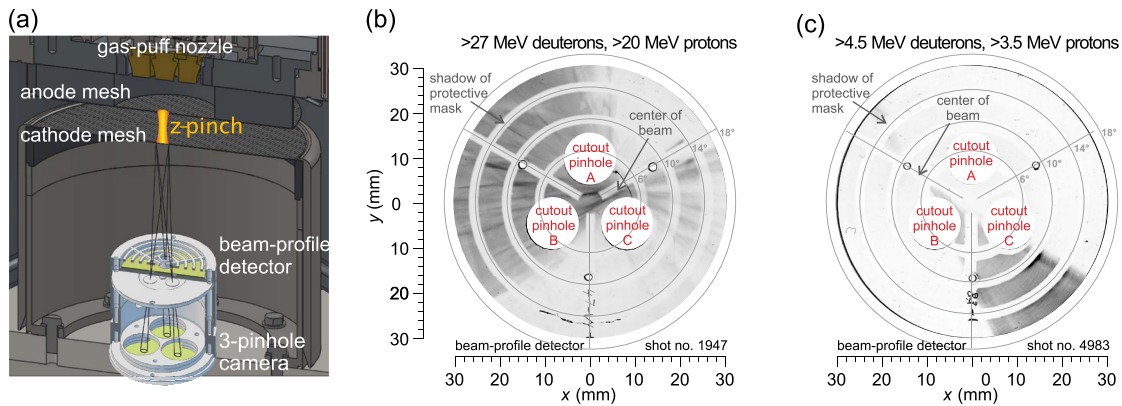 (a)
gas-puff nozzle
anode mesh
cathode mesh
z-pinch
beam-profile
detector
3-pinhole
camera
(b)
>27 MeV deuterons, >20 MeV protons
shadow of
protective
mask
center of
beam
18°
14°
10°
6°
cutout
pinhole
A
cutout
pinhole
B
cutout
pinhole
C
30
20
10
0
10
20
30
y (mm)
beam-profile detector
shot no. 1947
30 20 10 0 10 20 30
x (mm)
(c)
>4.5 MeV deuterons, >3.5 MeV protons
shadow of
protective
mask
center of
beam
18°
14°
10°
6°
cutout
pinhole
A
cutout
pinhole
B
cutout
pinhole
C
beam-profile detector
shot no. 4983
30 20 10 0 10 20 30
x (mm)